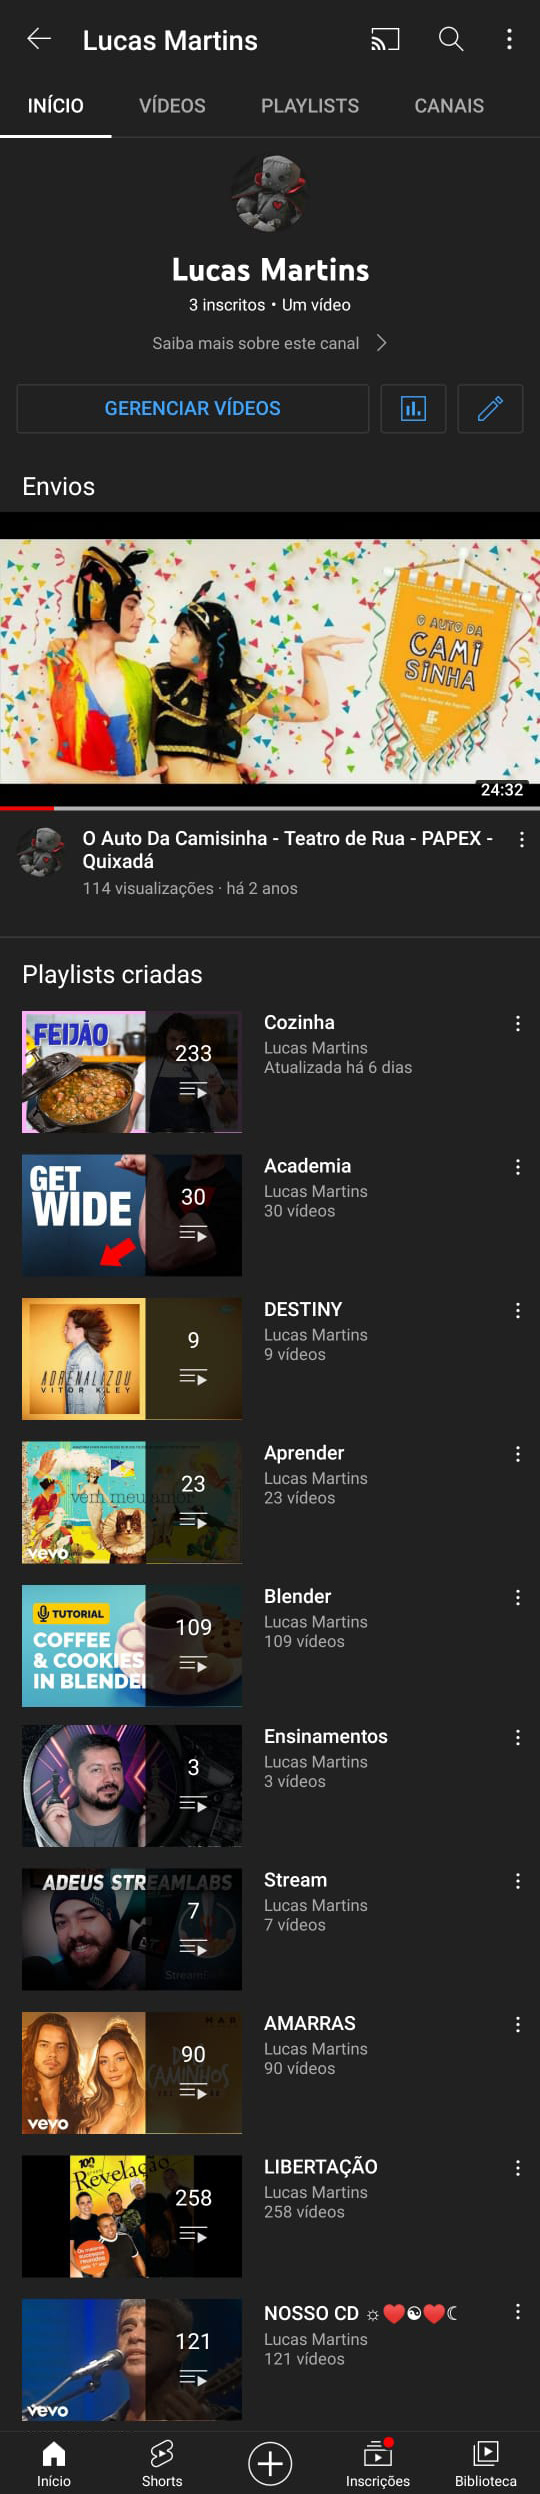 Lucas Martins
INÍCIO VÍDEOS PLAYLISTS CANAIS
Lucas Martins
3 inscritos • Um vídeo
Saiba mais sobre este canal
GERENCIAR VÍDEOS
Envios
O AUTO DA
CAMI
SINHA
24:32
O Auto Da Camisinha - Teatro de Rua - PAPEX -
Quixadá
114 visualizações · há 2 anos
Playlists criadas
FEIJÃO
233
Cozinha
Lucas Martins
Atualizada há 6 dias
GET
WIDE
30
Academia
Lucas Martins
30 vídeos
ADRENALIZOU
VITOR KLEY
9
DESTINY
Lucas Martins
9 vídeos
vem meu amor
vevo
23
Aprender
Lucas Martins
23 vídeos
TUTORIAL
COFFEE
& COOKIES
IN BLENDER
109
Blender
Lucas Martins
109 vídeos
3
Ensinamentos
Lucas Martins
3 vídeos
ADEUS STREAMLABS
7
Stream
Lucas Martins
7 vídeos
CAMINHOS
vevo
90
AMARRAS
Lucas Martins
90 vídeos
Revelação
258
LIBERTAÇÃO
Lucas Martins
258 vídeos
vevo
121
NOSSO CD ☼❤️☯❤️☾
Lucas Martins
121 vídeos
Início Shorts Inscrições Biblioteca